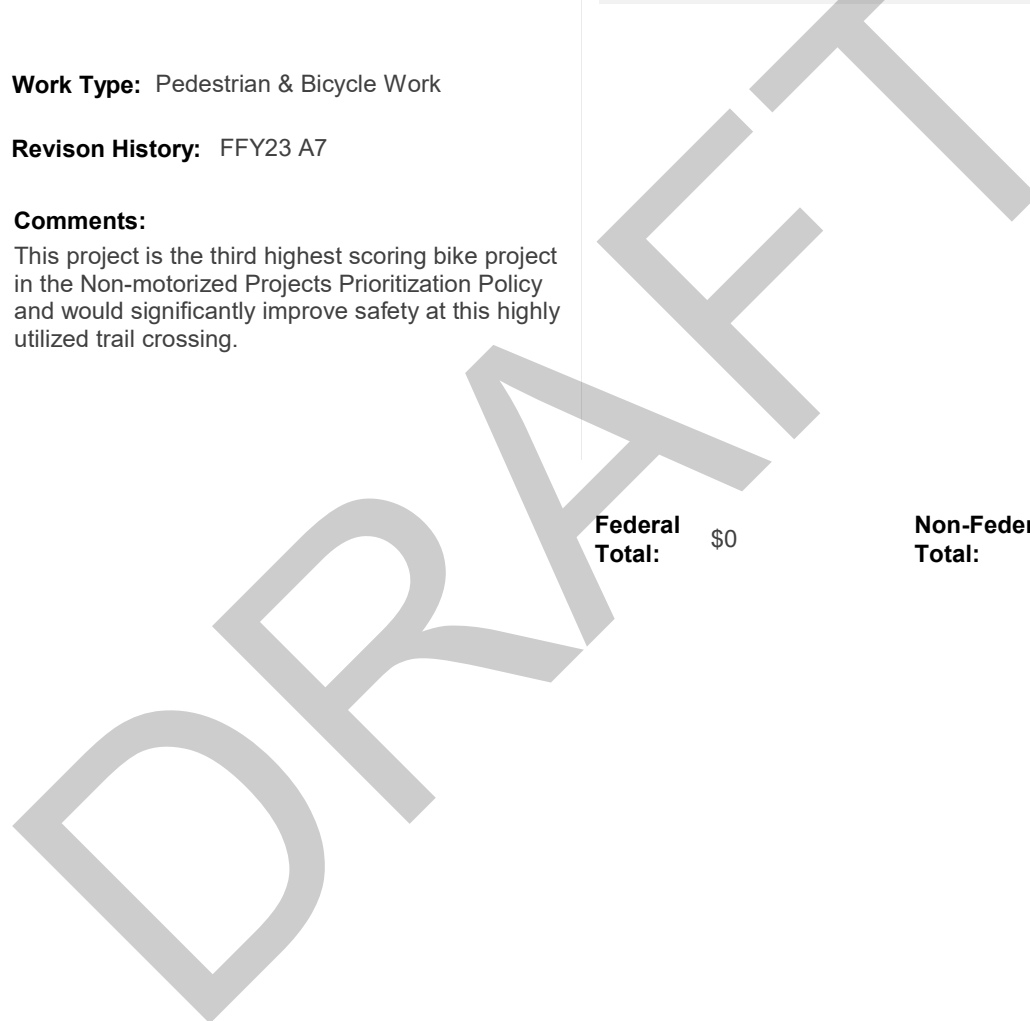 Work Type: Pedestrian & Bicycle Work
Revison History: FFY23 A7
Comments:
This project is the third highest scoring bike project
in the Non-motorized Projects Prioritization Policy
and would significantly improve safety at this highly
utilized trail crossing.
Federal Total: $0
Non-Feder
Total:
DRAFT